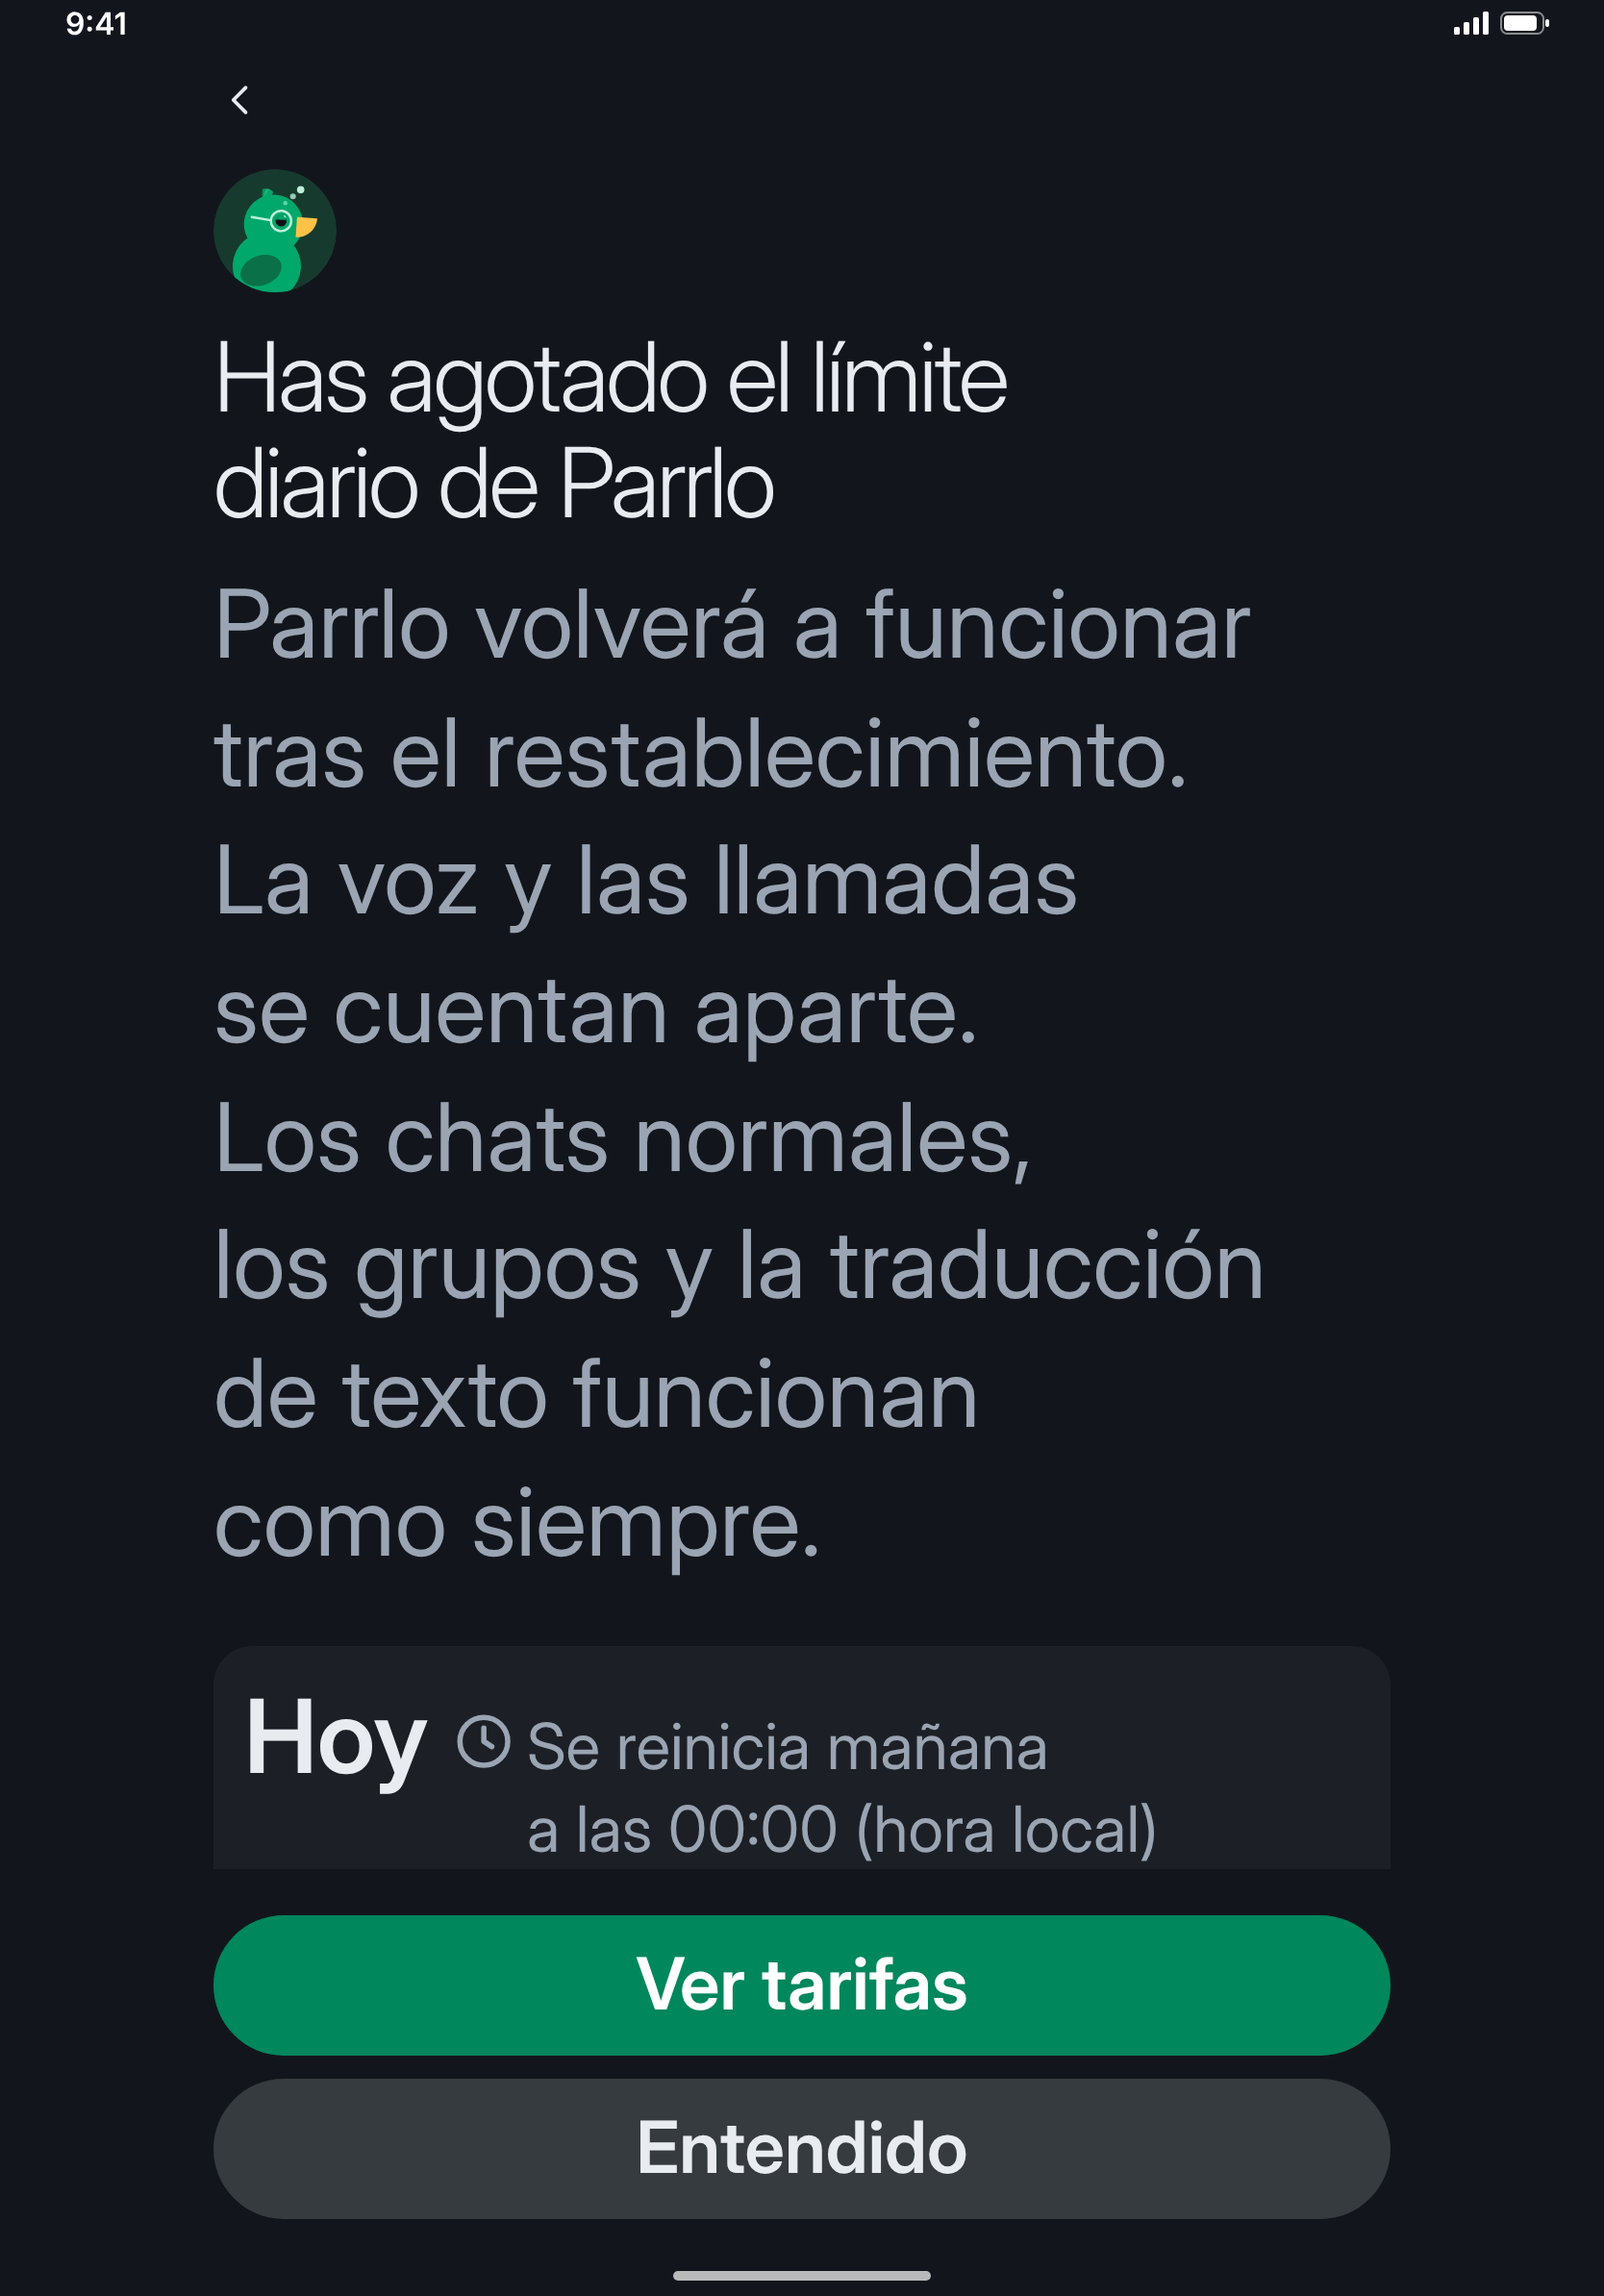 9:41
Has agotado el límite
diario de Parrlo
Parrlo volverá a funcionar
tras el restablecimiento.
La voz y las llamadas
se cuentan aparte.
Los chats normales,
los grupos y la traducción
de texto funcionan
como siempre.
Hoy Se reinicia mañana
a las 00:00 (hora local)
Ver tarifas
Entendido